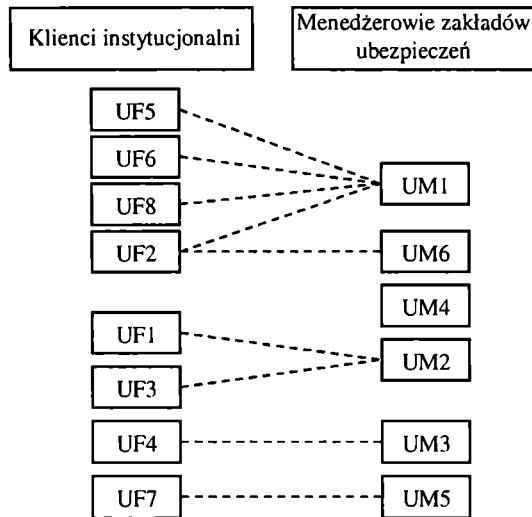 Klienci instytucjonalni
Menedżerowie zakładów
ubezpieczeń
UF5
UF6
UF8
UF2
UF1
UF3
UF4
UF7
UM1
UM6
UM4
UM2
UM3
UM5